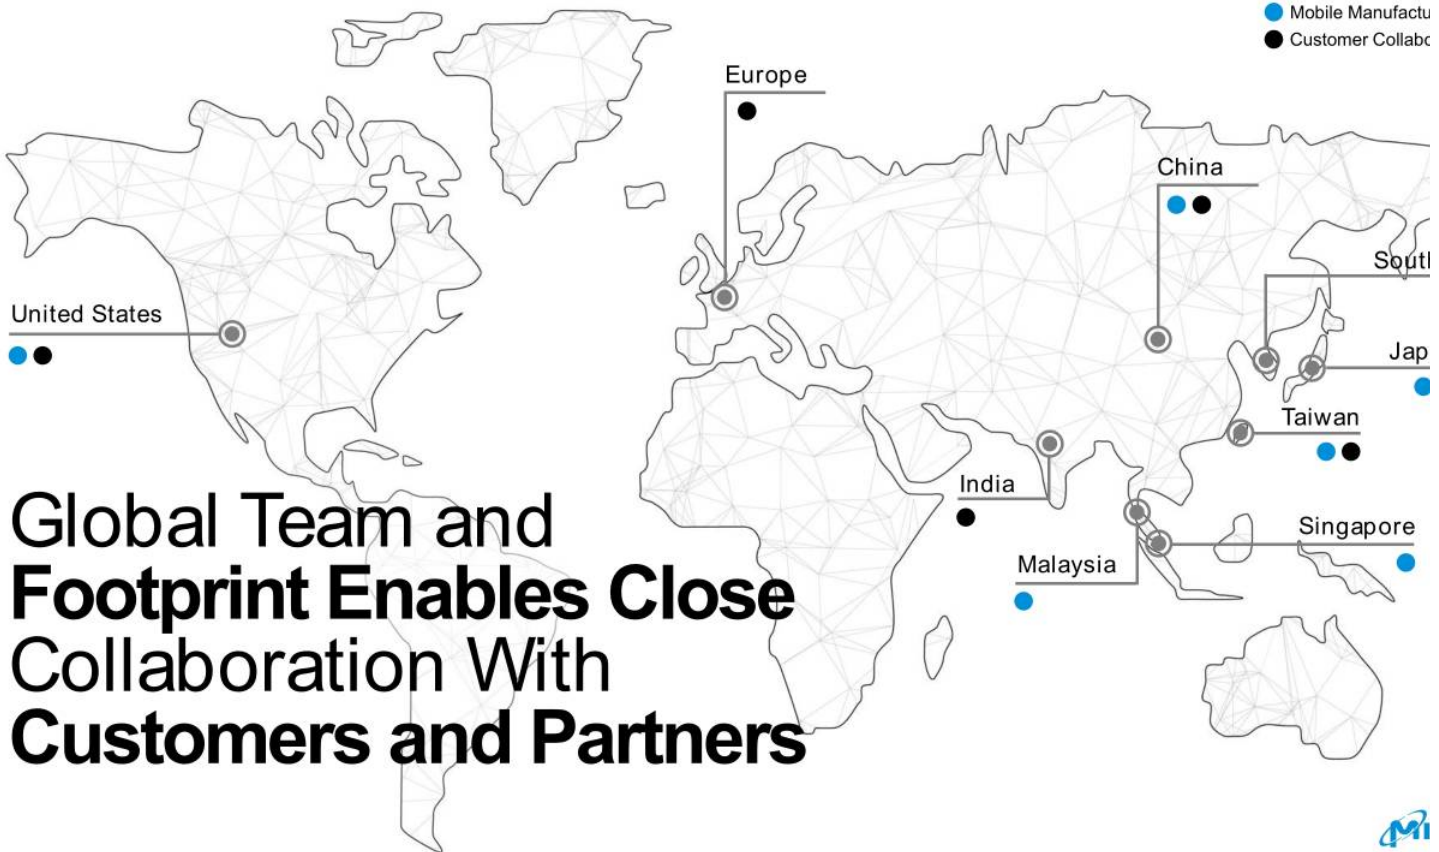 Mobile Manufactu
Customer Collabo
Europe
China
South
United States
Jap
Taiwan
India
Singapore
Malaysia
Global Team and
Footprint Enables Close
Collaboration With
Customers and Partners